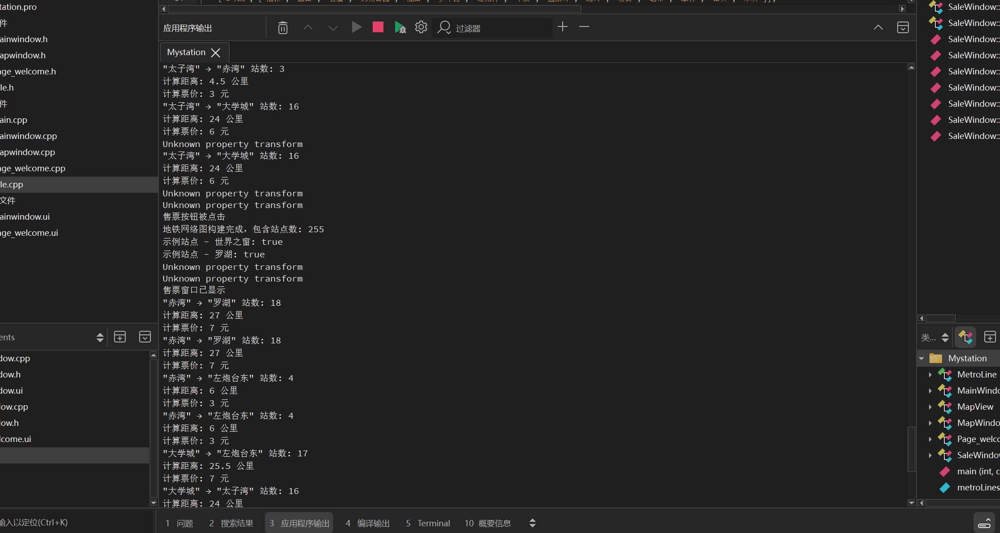 tation.pro
件
ainwindow.h
apwindow.h
age_welcome.h
le.h
件
ain.cpp
ainwindow.cpp
apwindow.cpp
age_welcome.cpp
le.cpp
文件
ainwindow.ui
age_welcome.ui
ents
dow.cpp
dow.h
dow.ui
low.cpp
low.h
lcome.ui
输入以定位(Ctrl+K)
应用程序输出
过滤器
Mystation
"太子湾" → "赤湾" 站数: 3
计算距离: 4.5 公里
计算票价: 3 元
"太子湾" → "大学城" 站数: 16
计算距离: 24 公里
计算票价: 6 元
Unknown property transform
"太子湾" → "大学城" 站数: 16
计算距离: 24 公里
计算票价: 6 元
Unknown property transform
Unknown property transform
售票按钮被点击
地铁网络图构建完成，包含站点数: 255
示例站点 - 世界之窗: true
示例站点 - 罗湖: true
Unknown property transform
Unknown property transform
售票窗口已显示
"赤湾" → "罗湖" 站数: 18
计算距离: 27 公里
计算票价: 7 元
"赤湾" → "罗湖" 站数: 18
计算距离: 27 公里
计算票价: 7 元
"赤湾" → "左炮台东" 站数: 4
计算距离: 6 公里
计算票价: 3 元
"赤湾" → "左炮台东" 站数: 4
计算距离: 6 公里
计算票价: 3 元
"大学城" → "左炮台东" 站数: 17
计算距离: 25.5 公里
计算票价: 7 元
"大学城" → "太子湾" 站数: 16
计算距离: 24 公里
1 问题 2 搜索结果 3 应用程序输出 4 编译输出 5 Terminal 10 概要信息
SaleWindow:
SaleWindow::
SaleWindow::
SaleWindow::
SaleWindow::
SaleWindow::
SaleWindow::
SaleWindow::
SaleWindow::
类...
Mystation
MetroLine
MainWindo
MapView
MapWindo
Page_welco
SaleWindow
main (int, c
metroLines